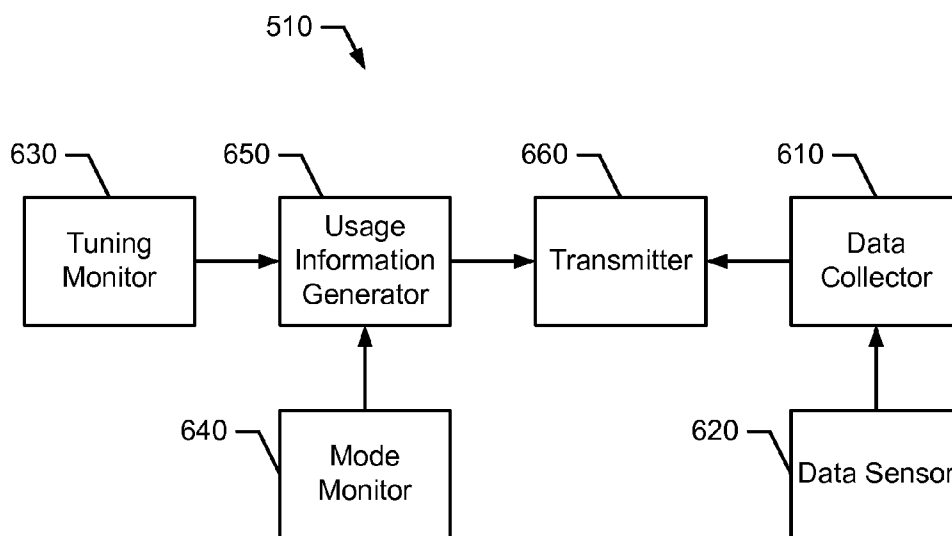 510
630
650
660
610
Tuning
Monitor
Usage
Information
Generator
Transmitter
Data
Collector
640
Mode
Monitor
620
Data Sensor